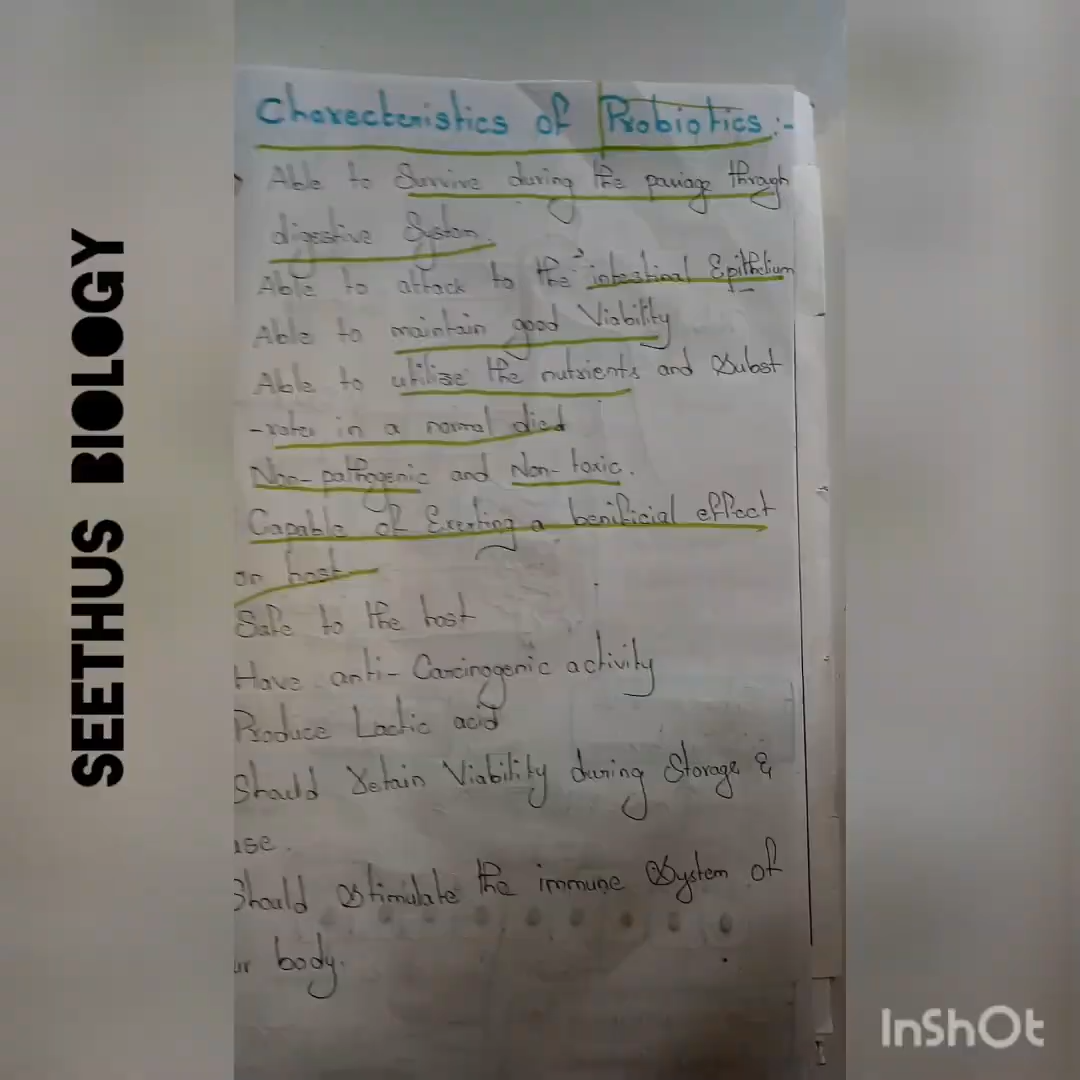 SEETHUS BIOLOGY
Charecteristics of Probiotics:-
Able to Survive during the passage through
digestive System.
Able to attack to the intestinal Epithelium
Able to maintain good Viability
Able to utilise the nutrients and Subst
-rates in a normal died
Non-pathogenic and Non-toxic.
Capable of Exerting a benificial effect
on host
Safe to the host
Have anti-Carcinogenic activity
Produce Lactic acid
Should retain Viability during Storage &
use.
Should Stimulate the immune System of
body.
InShOt